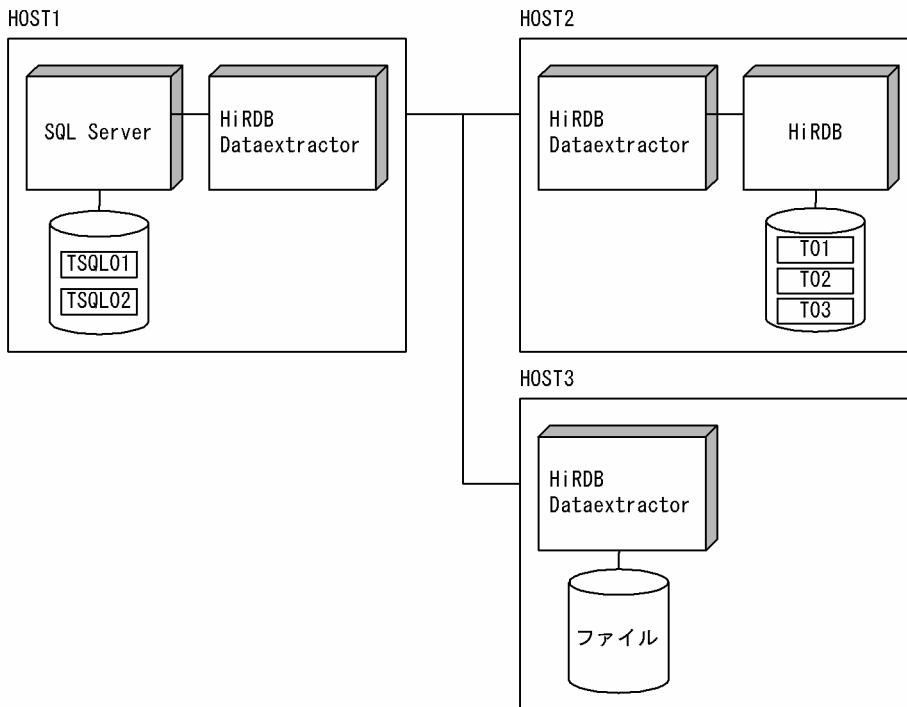 HOST1
SQL Server
HiRDB
Dataextractor
TSQL01
TSQL02
HOST2
HiRDB
Dataextractor
HiRDB
T01
T02
T03
HOST3
HiRDB
Dataextractor
ファイル